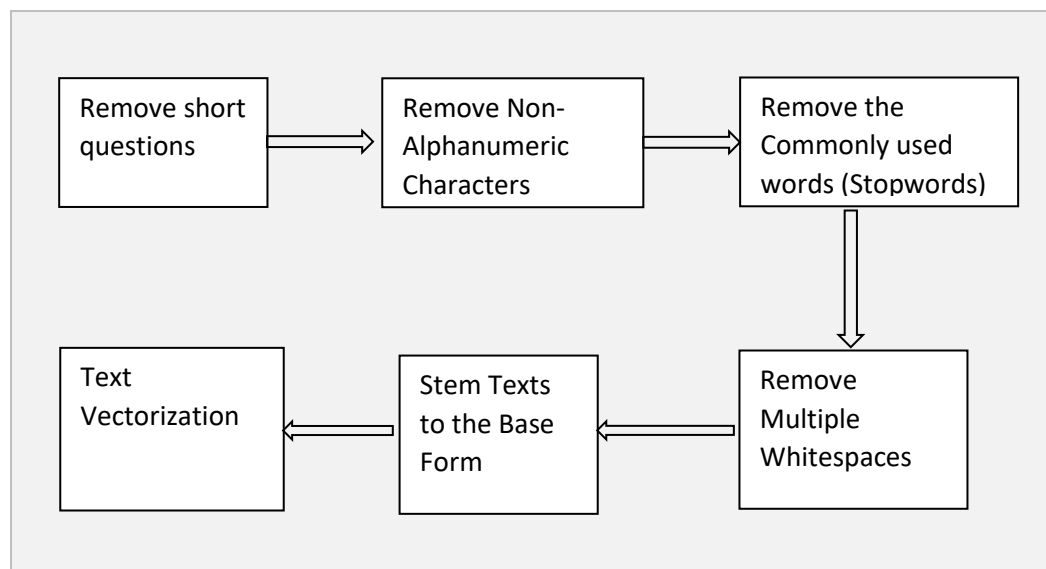 Remove short
questions
Remove Non-
Alphanumeric
Characters
Remove the
Commonly used
words (Stopwords)
Remove
Multiple
Whitespaces
Stem Texts
to the Base
Form
Text
Vectorization